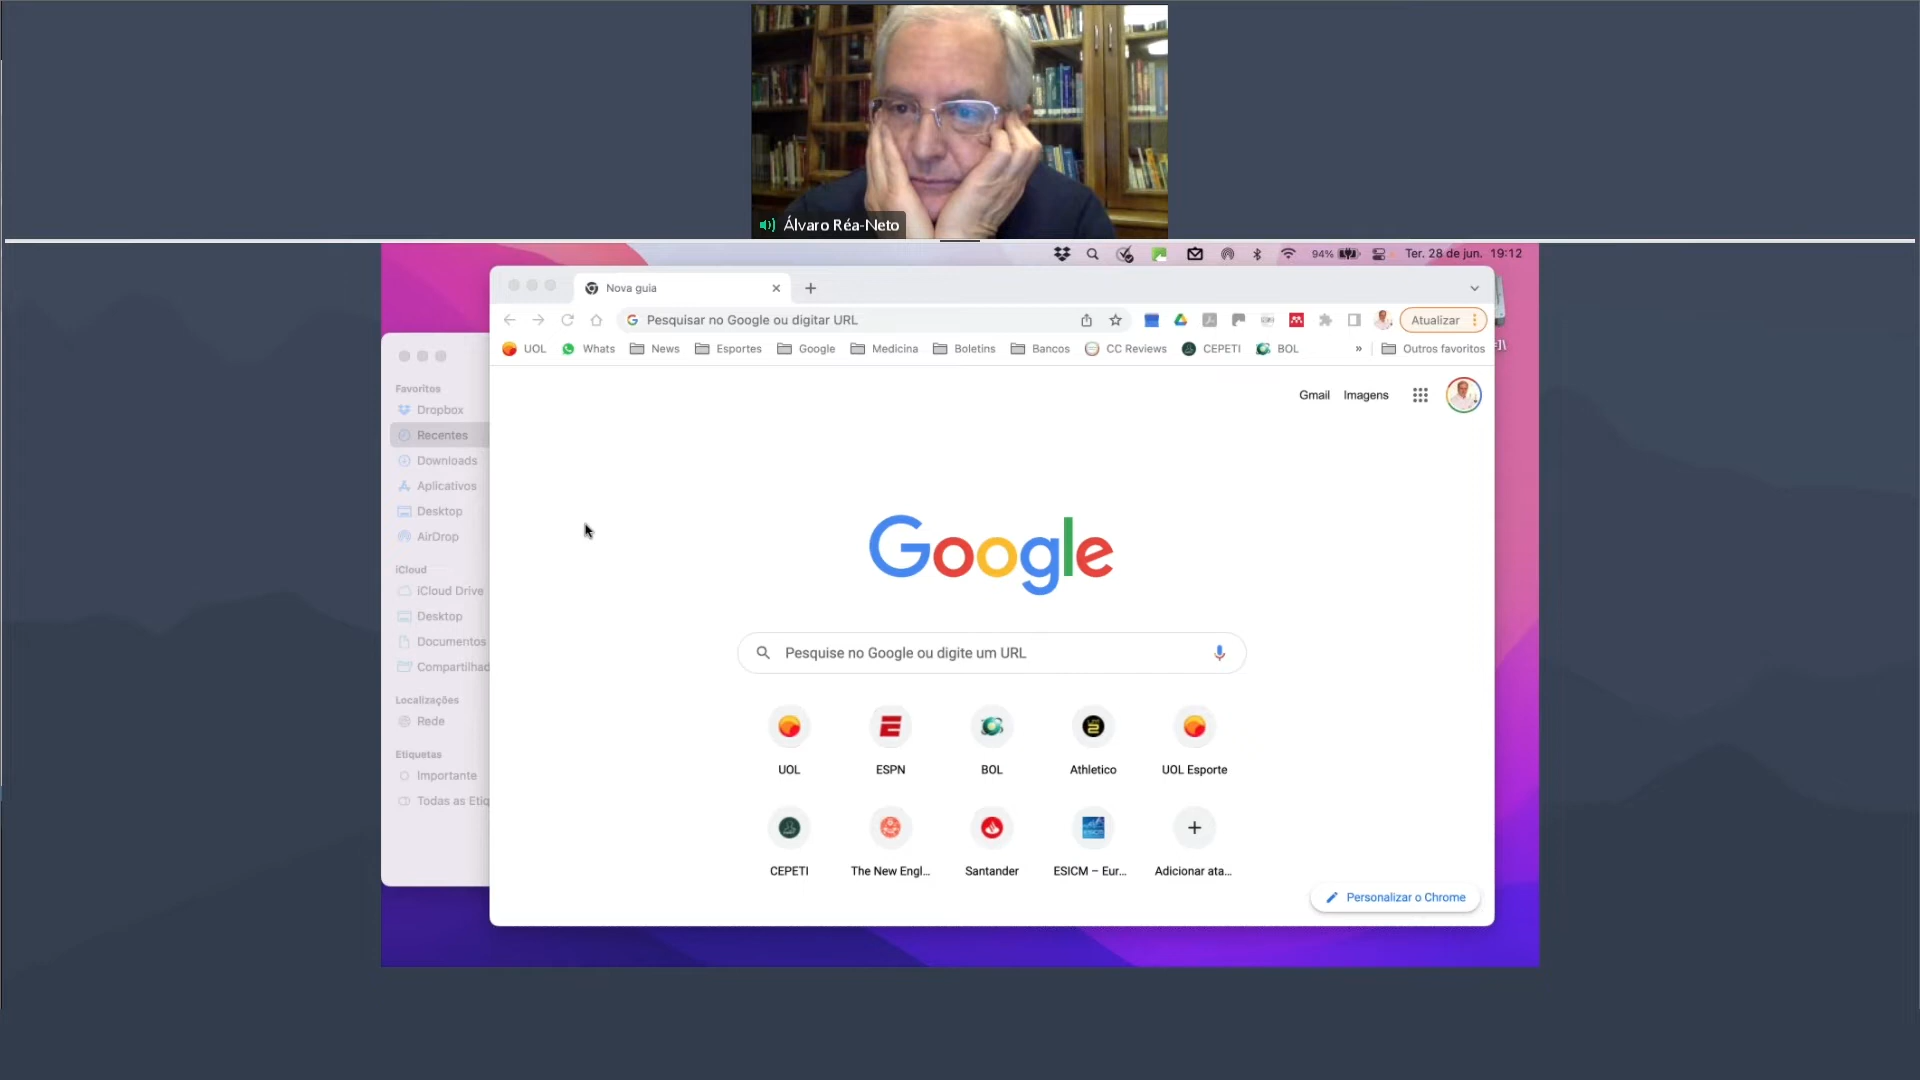 Álvaro Réa-Neto
94%
Ter. 28 de jun. 19:12
Nova guia
Pesquisar no Google ou digitar URL
Atualizar
UOL
Whats
News
Esportes
Google
Medicina
Boletins
Bancos
CC Reviews
CEPETI
BOL
»
Outros favoritos
Favoritos
Dropbox
Recentes
Downloads
Aplicativos
Desktop
AirDrop
iCloud
iCloud Drive
Desktop
Documentos
Compartilhad
Localizações
Rede
Etiquetas
Importante
Todas as Etiq
Gmail
Imagens
Google
Pesquise no Google ou digite um URL
UOL
ESPN
BOL
Athletico
UOL Esporte
CEPETI
The New Engl...
Santander
ESICM – Eur...
Adicionar ata...
Personalizar o Chrome